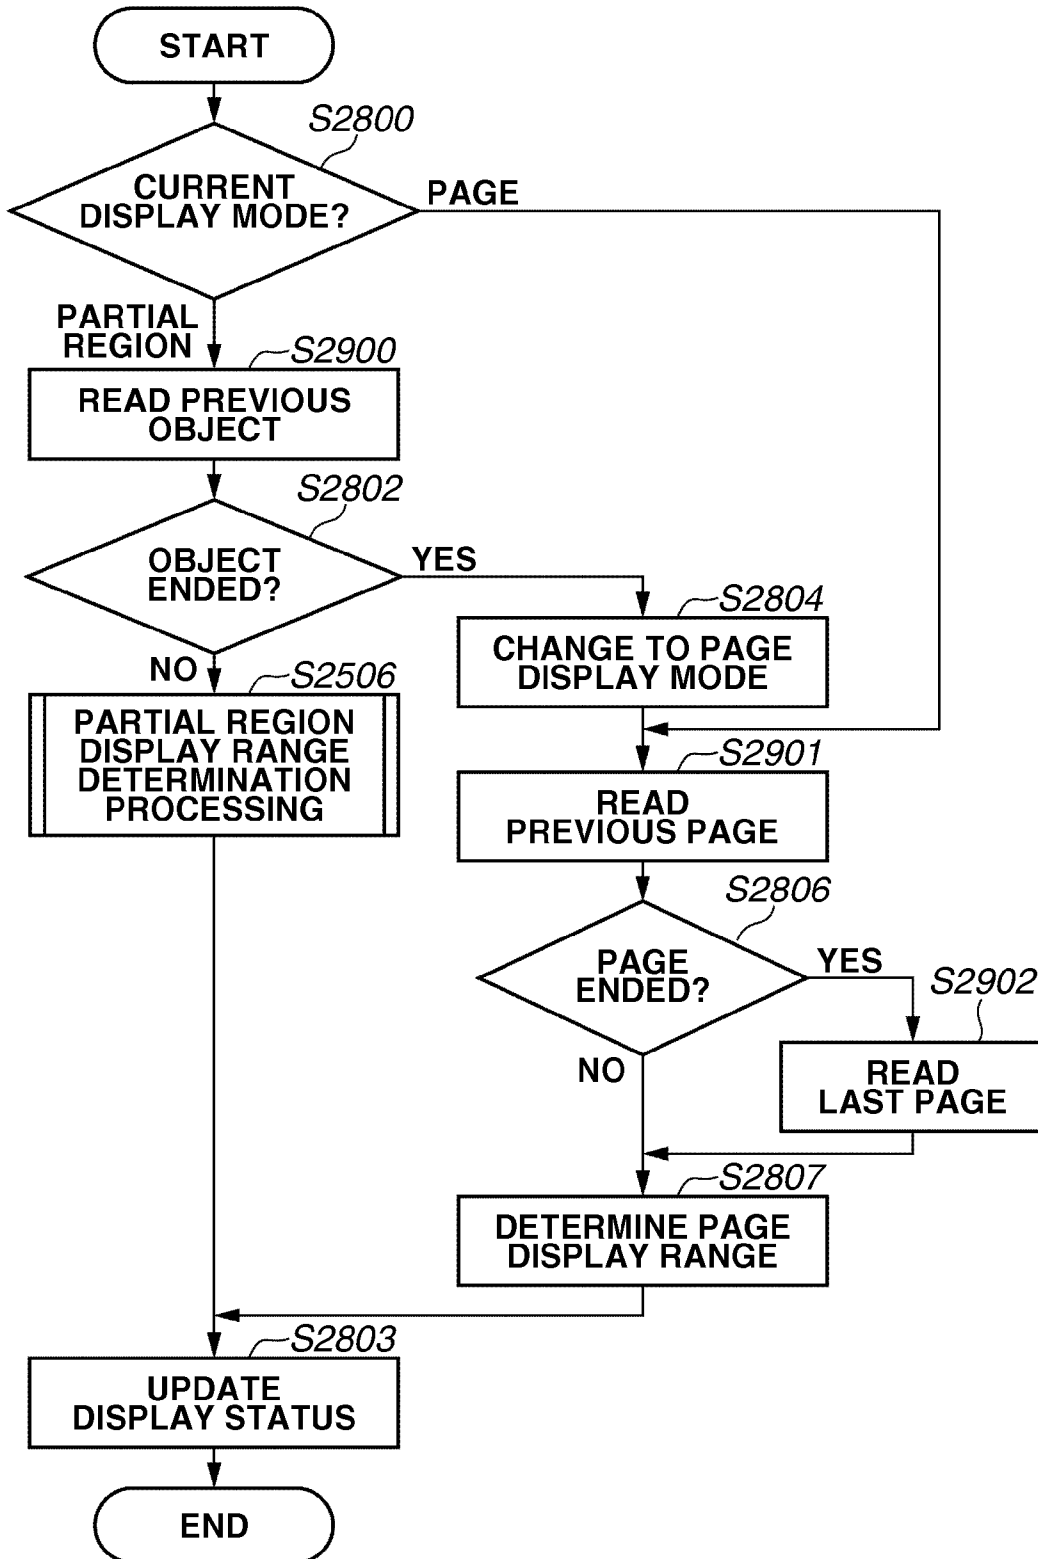 START
S2800
CURRENT
DISPLAY MODE?
PAGE
PARTIAL
REGION
S2900
READ PREVIOUS
OBJECT
S2802
OBJECT
ENDED?
YES
S2804
CHANGE TO PAGE
DISPLAY MODE
NO
S2506
PARTIAL REGION
DISPLAY RANGE
DETERMINATION
PROCESSING
S2901
READ
PREVIOUS PAGE
S2806
PAGE
ENDED?
YES
S2902
READ
LAST PAGE
NO
S2807
DETERMINE PAGE
DISPLAY RANGE
S2803
UPDATE
DISPLAY STATUS
END